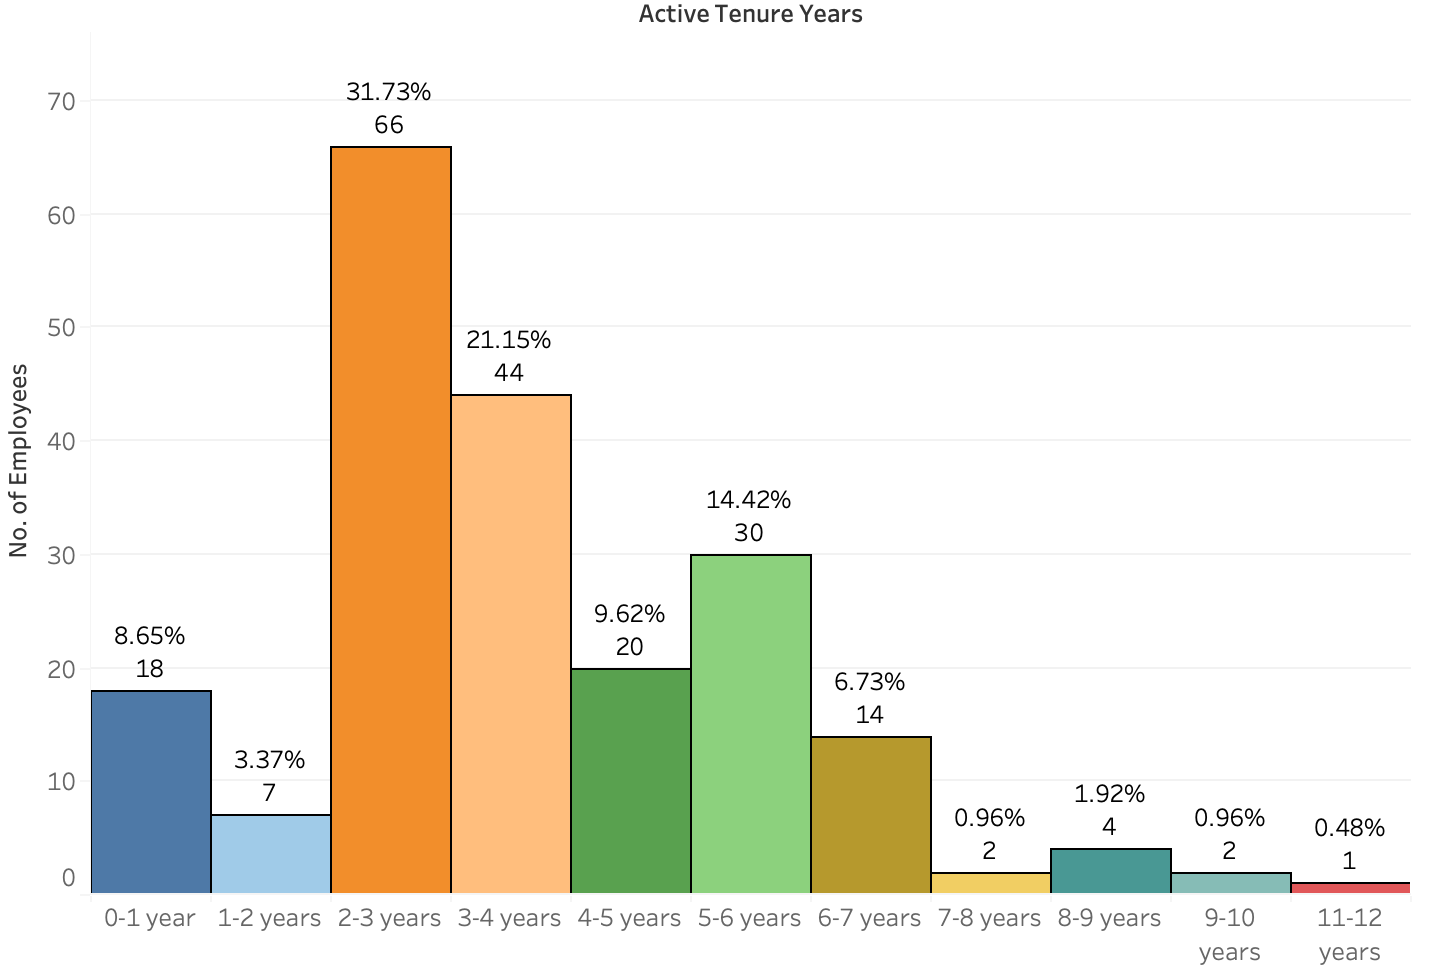 Active Tenure Years
No. of Employees
70
60
50
40
30
20
10
0
8.65%
18
3.37%
7
31.73%
66
21.15%
44
9.62%
20
14.42%
30
6.73%
14
0.96%
2
1.92%
4
0.96%
2
0.48%
1
0-1 year
1-2 years
2-3 years
3-4 years
4-5 years
5-6 years
6-7 years
7-8 years
8-9 years
9-10
years
11-12
years